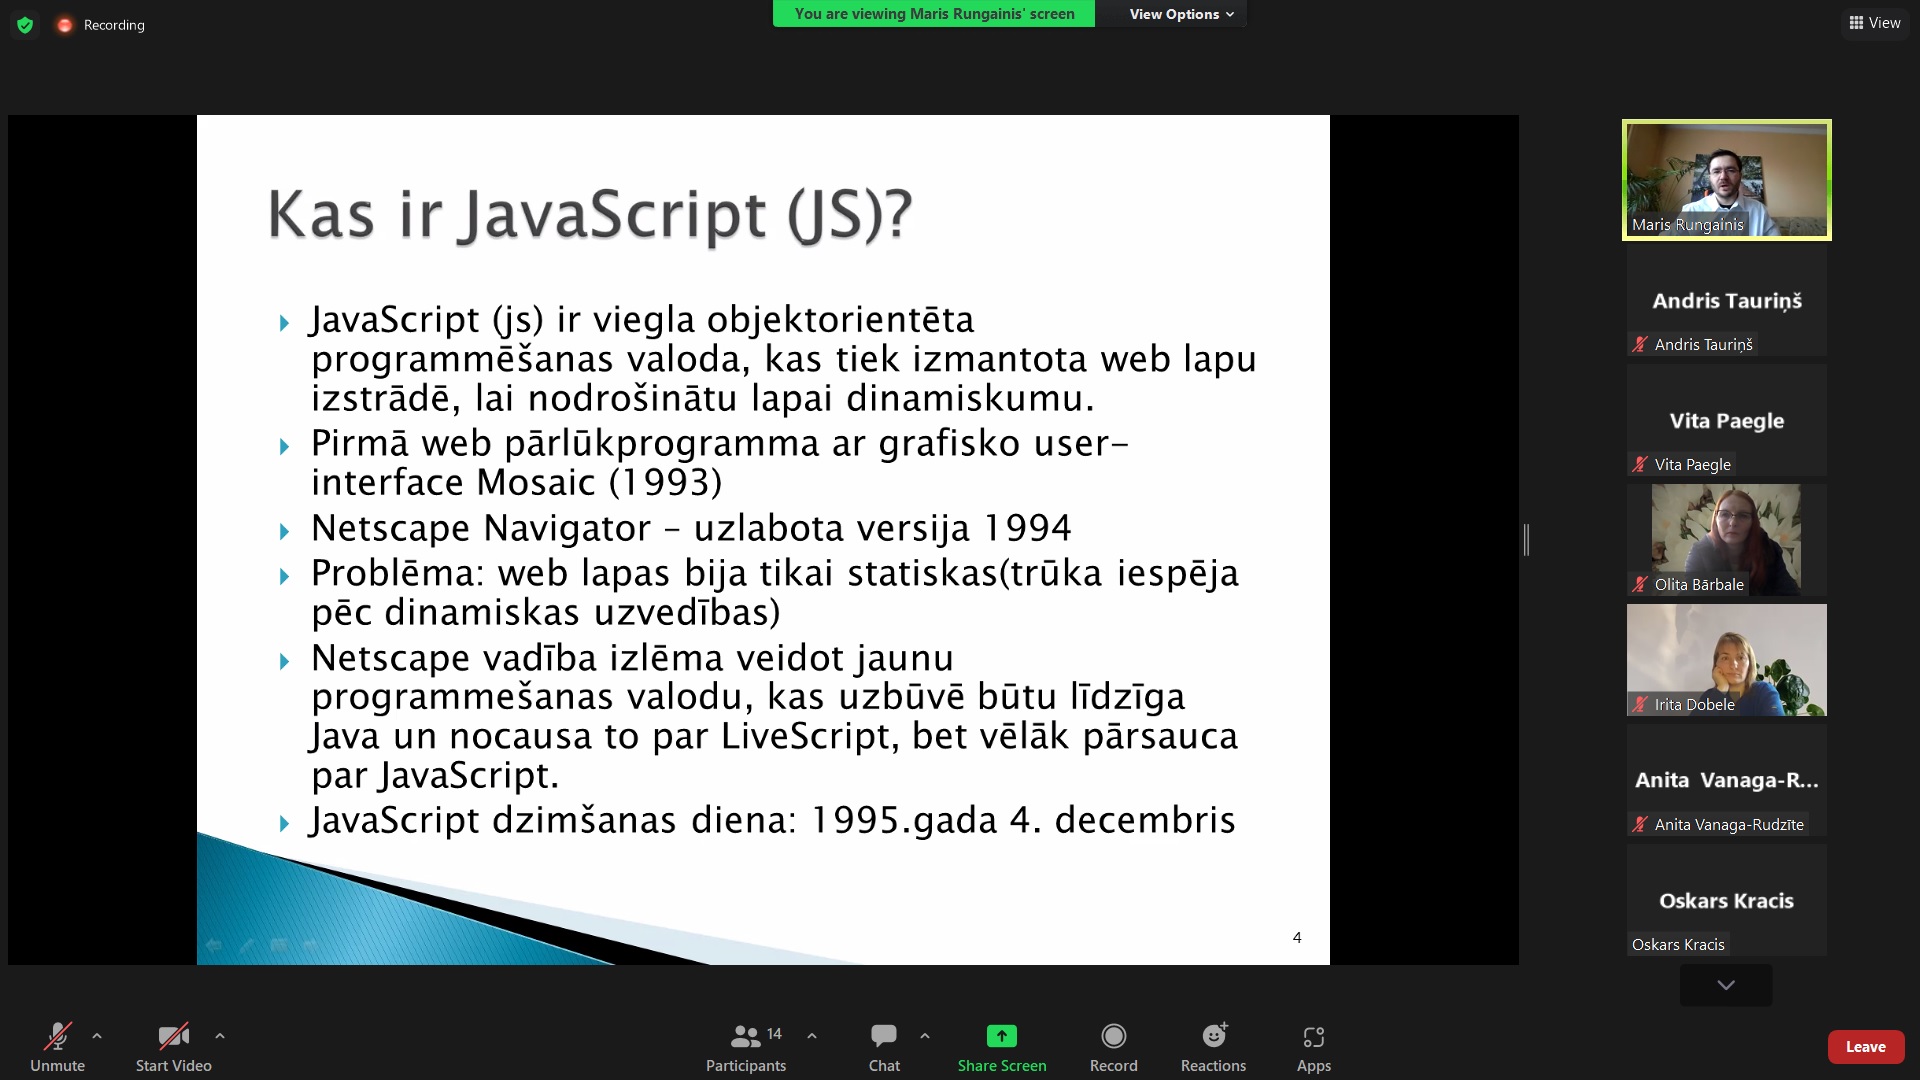 Recording
You are viewing Maris Rungainis' screen
View Options
View
Kas ir JavaScript (JS)?
JavaScript (js) ir viegla objektorientēta
programmēšanas valoda, kas tiek izmantota web lapu
izstrādē, lai nodrošinātu lapai dinamiskumu.
Pirmā web pārlūkprogramma ar grafisko user-
interface Mosaic (1993)
Netscape Navigator – uzlabota versija 1994
Problēma: web lapas bija tikai statiskas(trūka iespēja
pēc dinamiskas uzvedības)
Netscape vadība izlēma veidot jaunu
programmešanas valodu, kas uzbūvē būtu līdzīga
Java un nocausa to par LiveScript, bet vēlāk pārsauca
par JavaScript.
JavaScript dzimšanas diena: 1995.gada 4. decembris
4
Maris Rungainis
Andris Tauriņš
Andris Tauriņš
Vita Paegle
Vita Paegle
Olita Bārbale
Irita Dobele
Anita Vanaga-R...
Anita Vanaga-Rudzīte
Oskars Kracis
Oskars Kracis
Unmute
Start Video
14
Participants
Chat
Share Screen
Record
Reactions
Apps
Leave